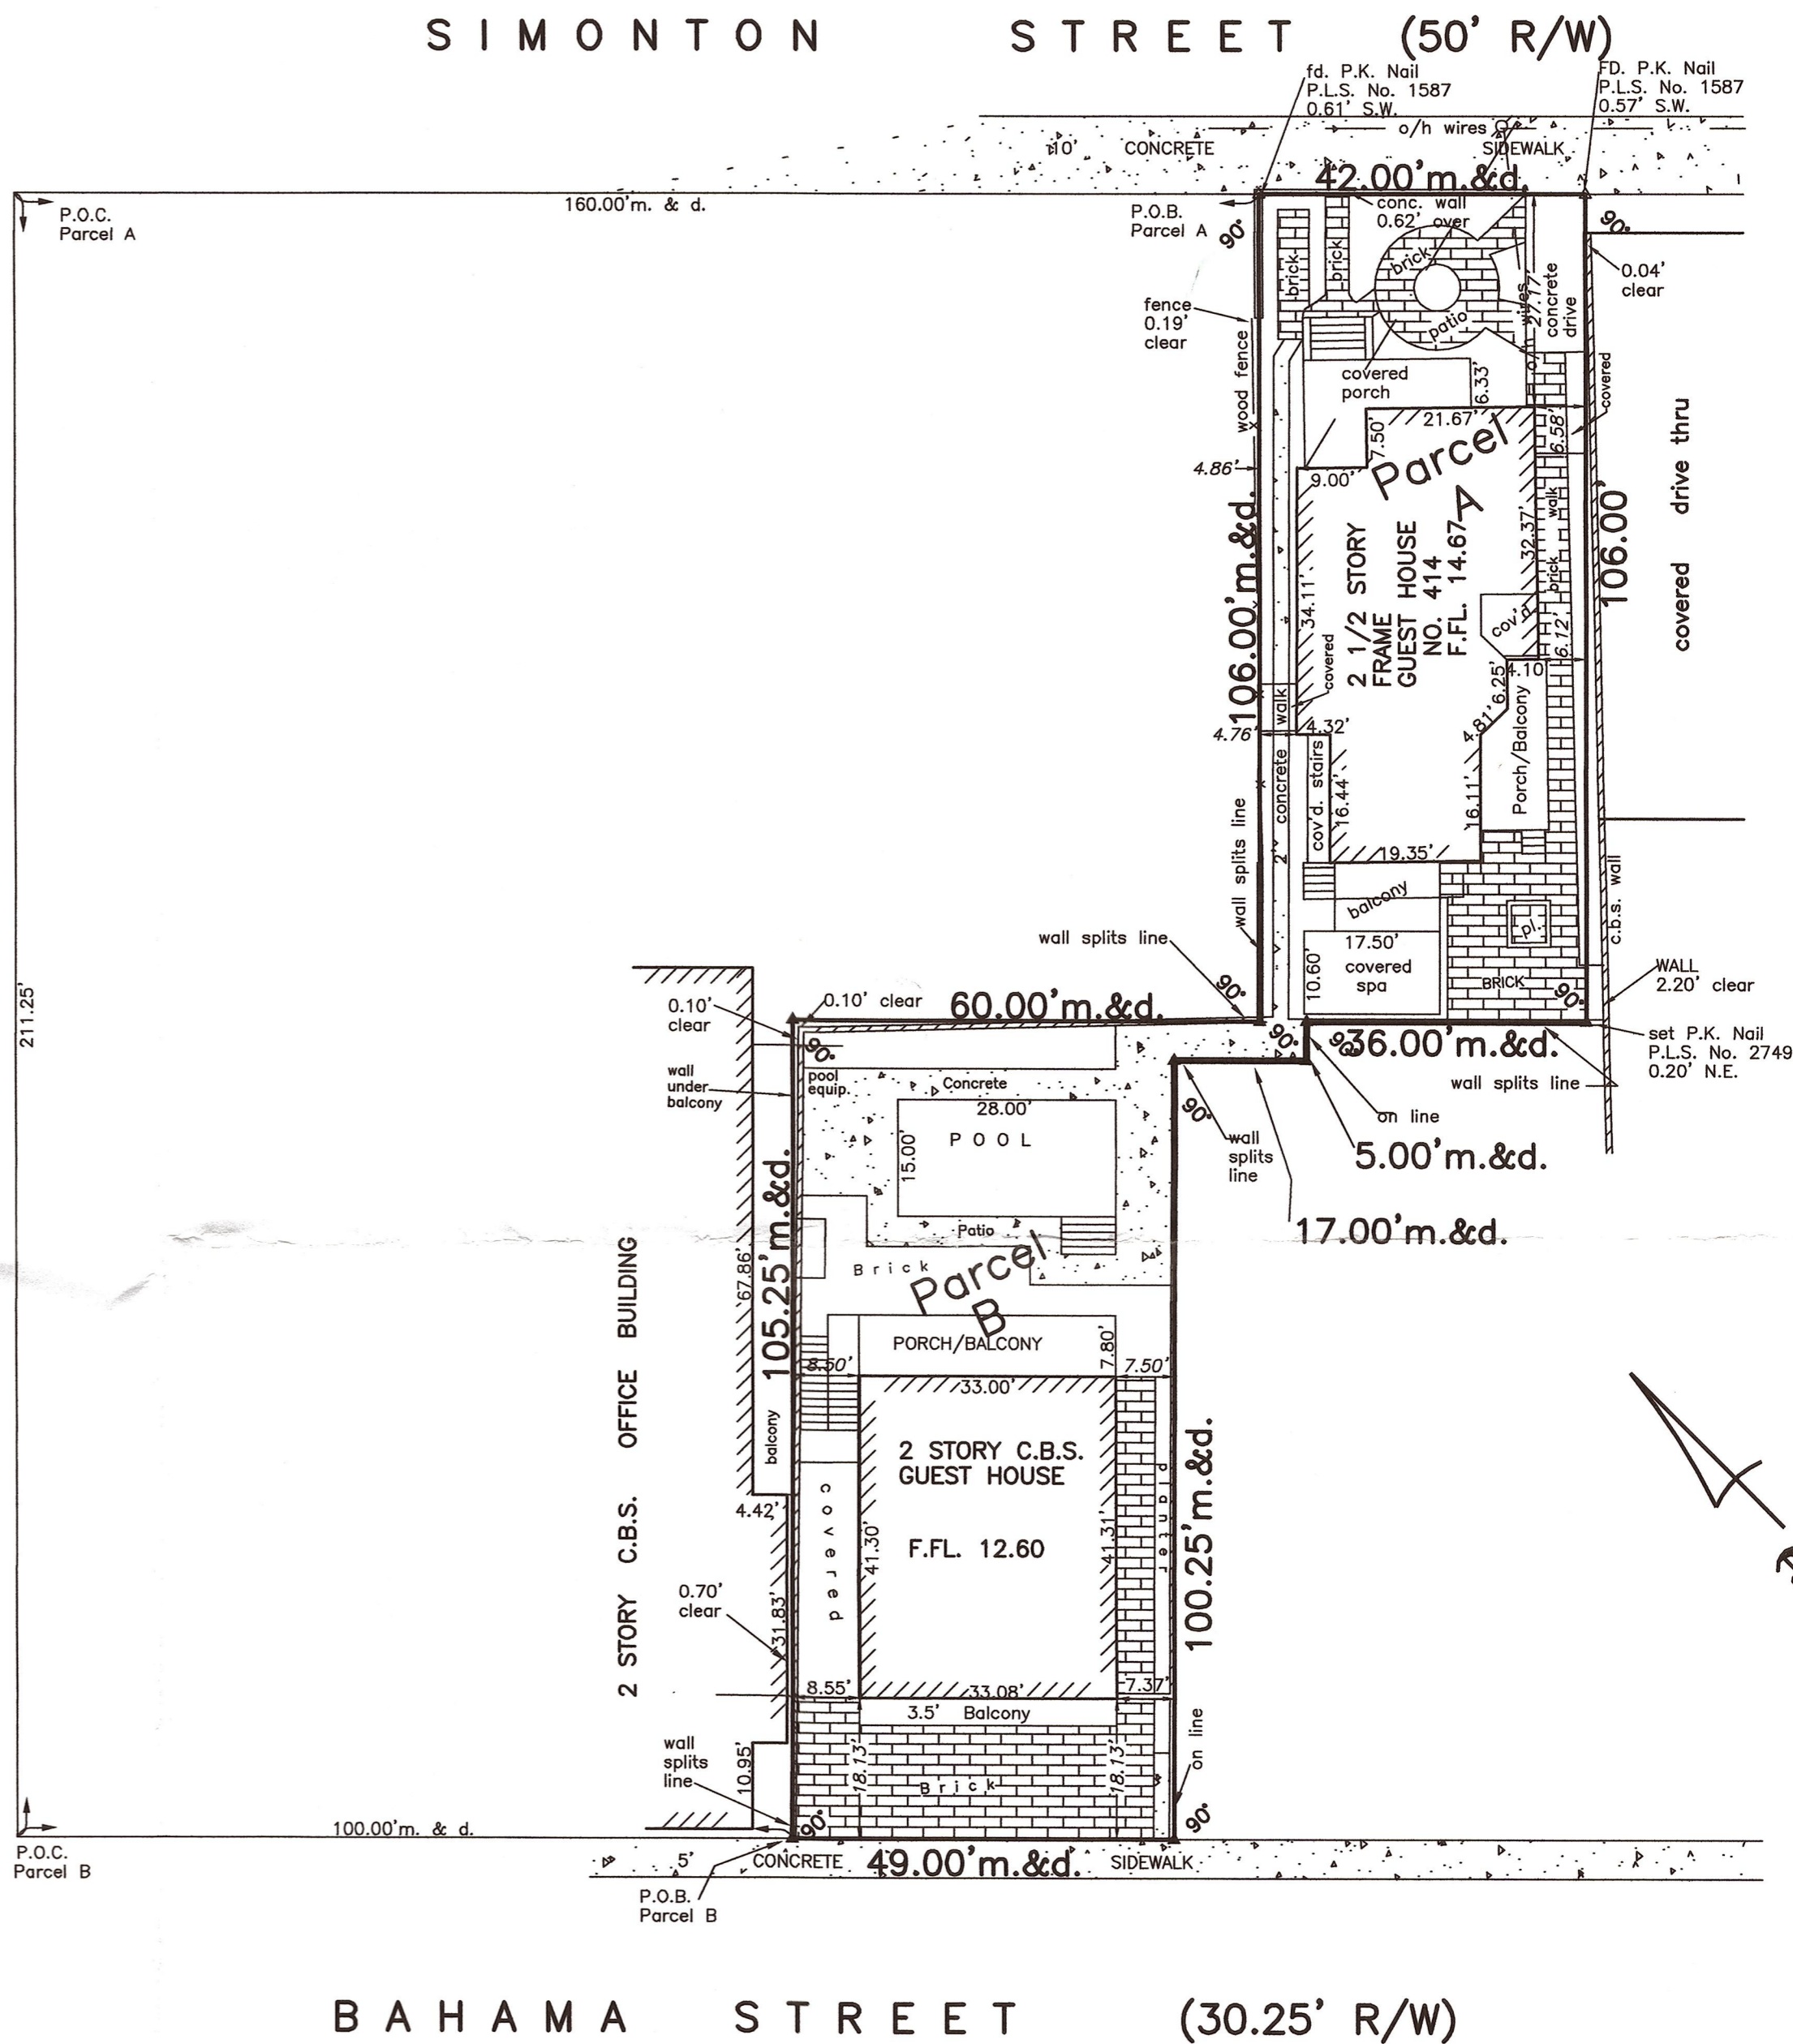 SIMONTON STREET (50' R/W)
fd. P.K. Nail
P.L.S. No. 1587
0.61' S.W.
FD. P.K. Nail
P.L.S. No. 1587
0.57' S.W.
o/h wires
10' CONCRETE SIDEWALK
42.00'm.&d.
160.00'm. & d.
P.O.C.
Parcel A
P.O.B.
Parcel A
90°
90°
conc. wall
0.62' over
brick
brick
brick
patio
wires
27.17'
concrete
drive
0.04'
clear
fence
0.19'
clear
wood fence
covered
porch
6.33'
covered
21.67'
7.50'
6.58'
Parcel
A
4.86'
9.00'
106.00'm.&d.
34.11'
2 1/2 STORY
FRAME
GUEST HOUSE
NO. 414
F.FL. 14.67
32.37'
brick walk
106.00'
covered drive thru
cov'd.
6.12'
4.10
6.25'
4.81'
covered
walk
4.76'
4.32'
2' concrete
cov'd. stairs
16.44'
16.11'
Porch/Balcony
19.35'
wall splits line
balcony
pl.
c.b.s. wall
wall splits line
17.50'
10.60'
covered
spa
BRICK
90°
90°
WALL
2.20' clear
211.25'
0.10'
clear
0.10' clear
60.00'm.&d.
90°
90°
90°
36.00'm.&d.
set P.K. Nail
P.L.S. No. 2749
0.20' N.E.
wall splits line
wall
under
balcony
pool
equip.
Concrete
28.00'
POOL
15.00'
90°
on line
wall
splits
line
5.00'm.&d.
17.00'm.&d.
Patio
Brick
Parcel
B
67.86'
105.25'm.&d.
2 STORY C.B.S. OFFICE BUILDING
PORCH/BALCONY
7.80'
8.50'
7.50'
33.00'
balcony
2 STORY C.B.S.
GUEST HOUSE
F.FL. 12.60
covered
41.30'
41.31'
planter
100.25'm.&d.
4.42'
0.70'
clear
31.83'
8.55'
33.08'
7.37'
3.5' Balcony
wall
splits
line
10.95'
18.13'
Brick
18.13'
on line
90°
90°
100.00'm. & d.
P.O.C.
Parcel B
5' CONCRETE SIDEWALK
49.00'm.&d.
P.O.B.
Parcel B
BAHAMA STREET (30.25' R/W)